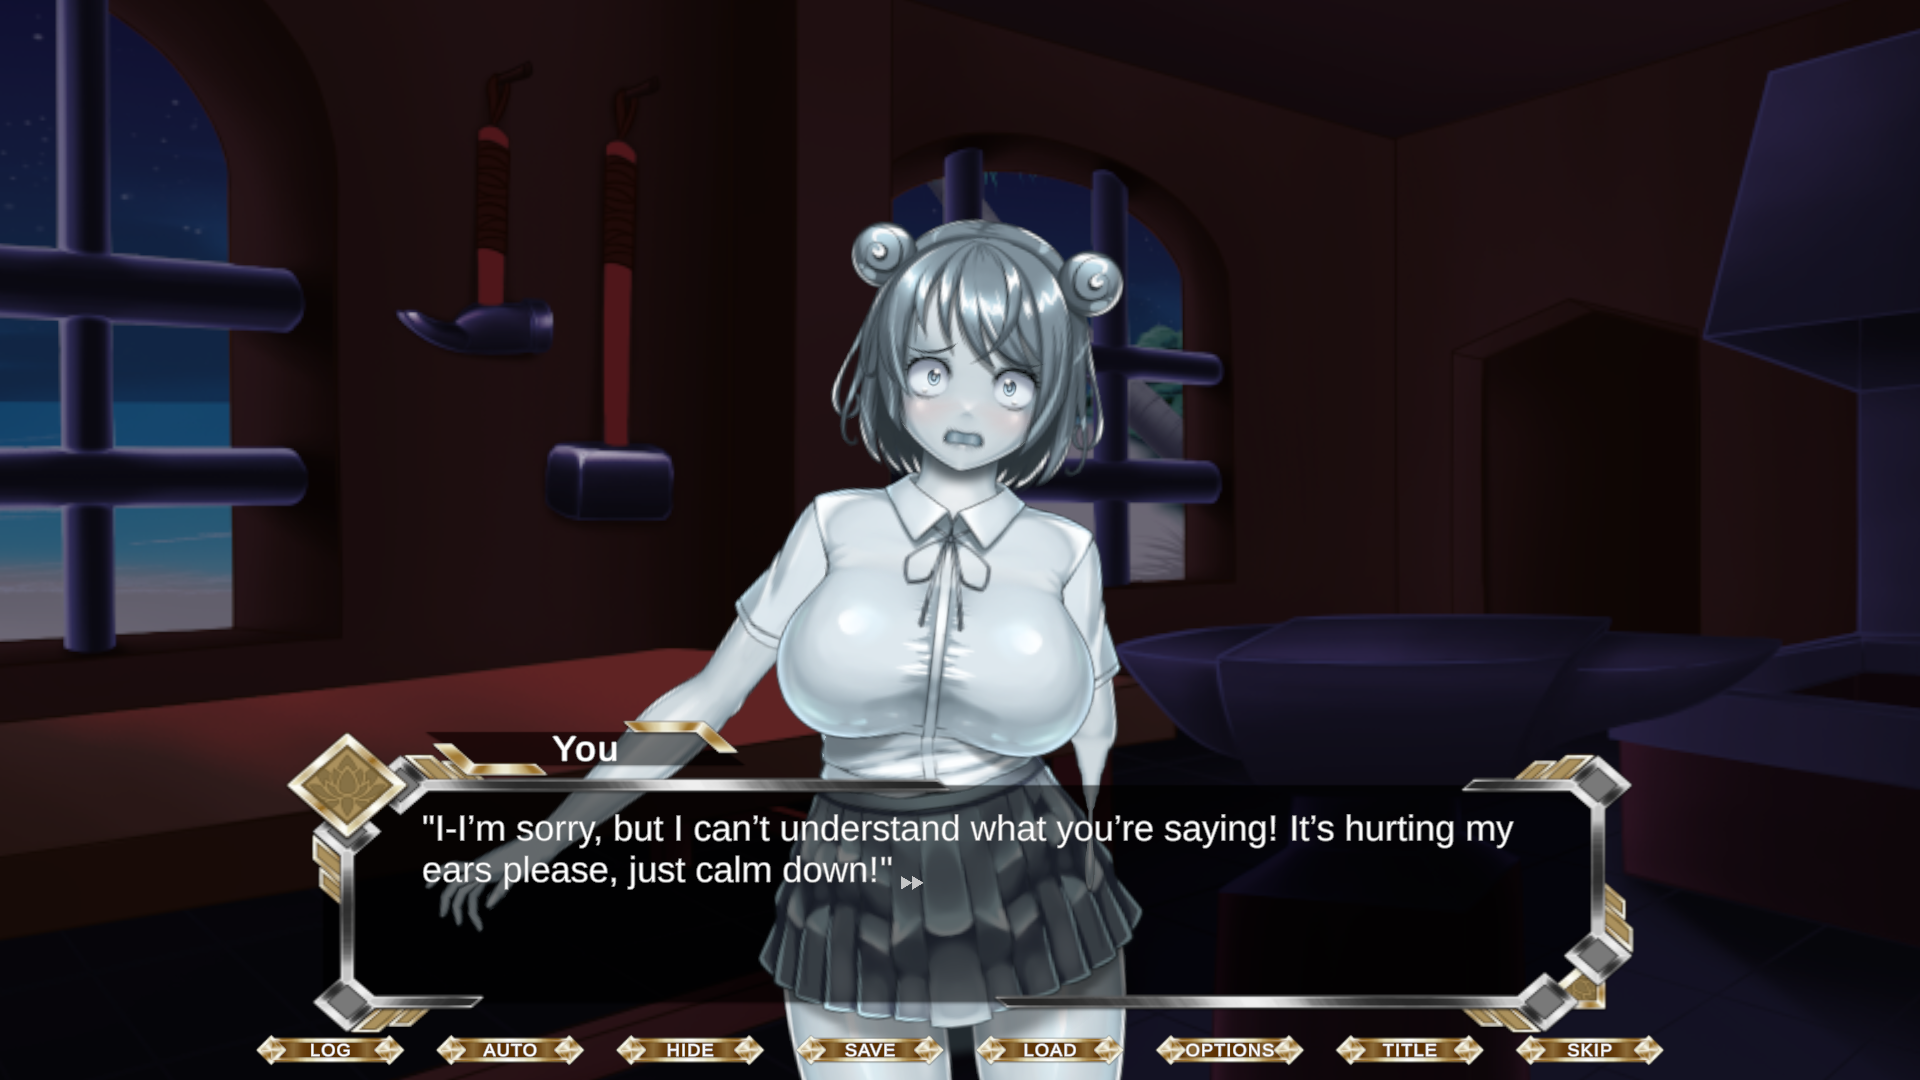 You
"I-I’m sorry, but I can’t understand what you’re saying! It’s hurting my
ears please, just calm down!"
LOG AUTO HIDE SAVE LOAD OPTIONS TITLE SKIP